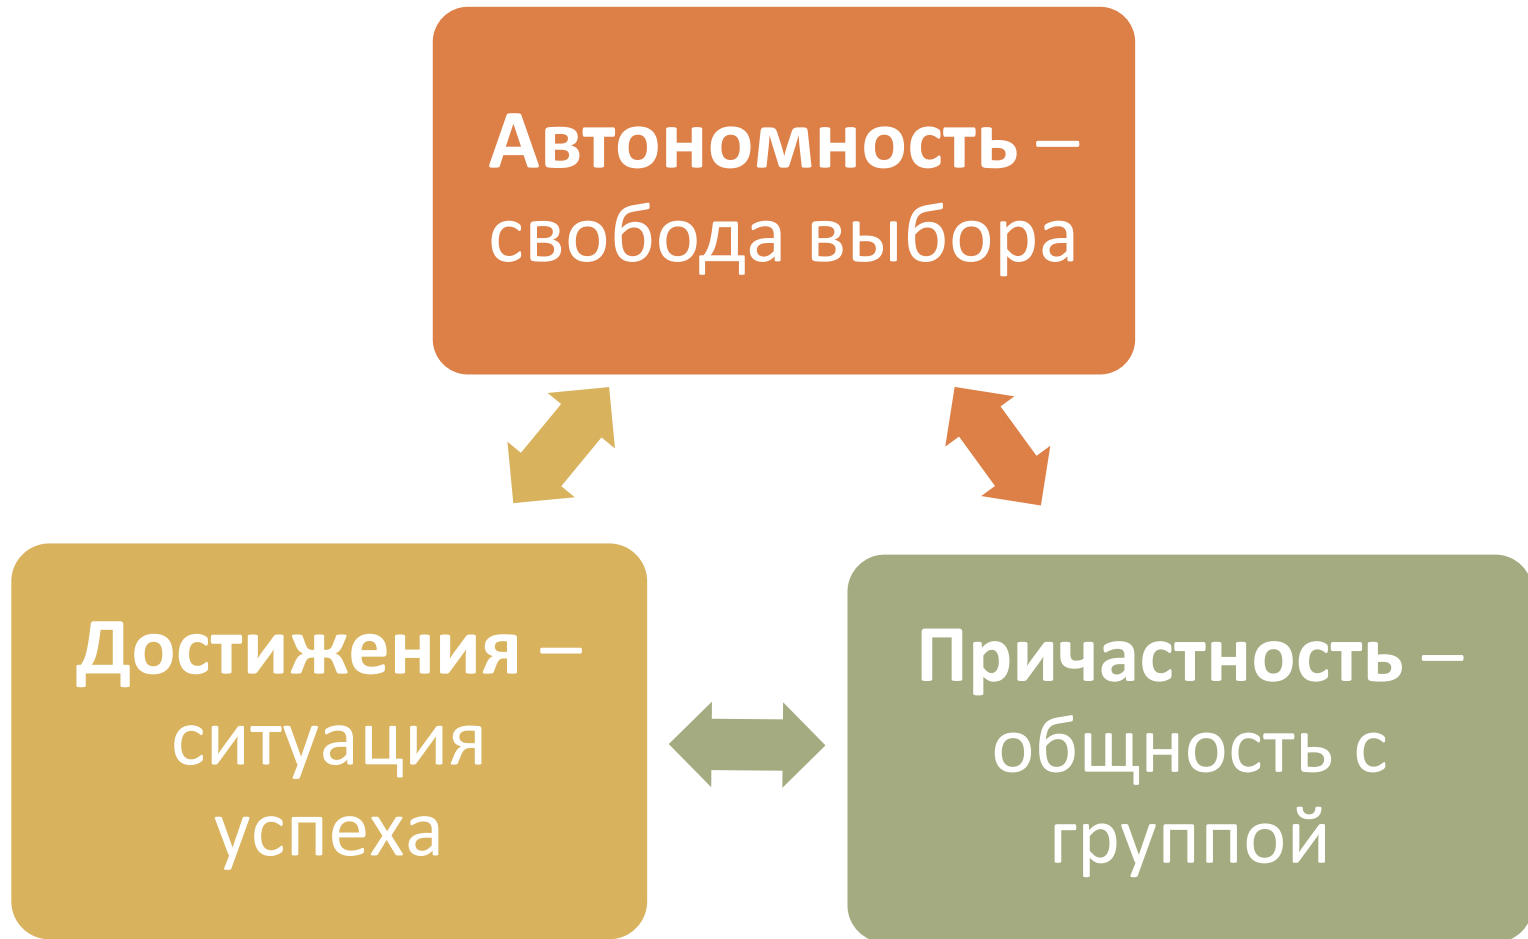 Автономность –
свобода выбора
Достижения –
ситуация
успеха
Причастность –
общность с
группой